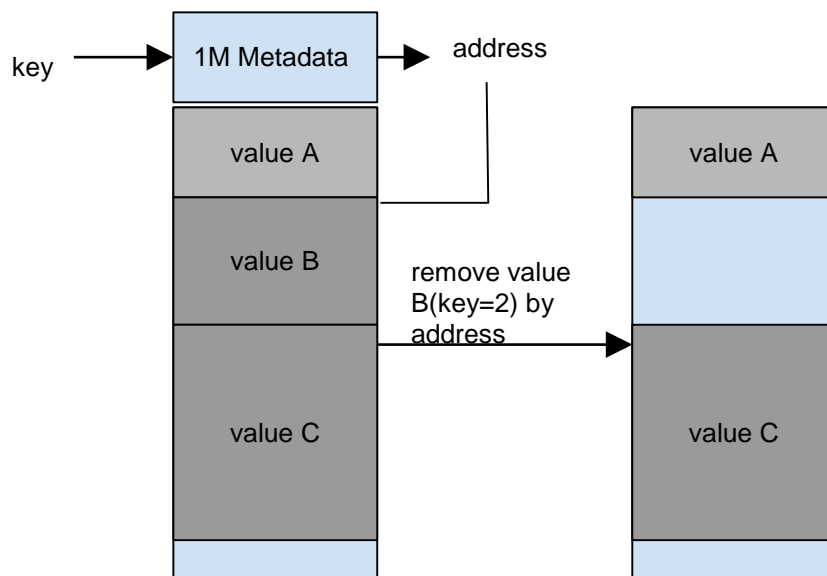 key
1M Metadata
address
value A
value B
value C
remove value
B(key=2) by
address
value A
value C